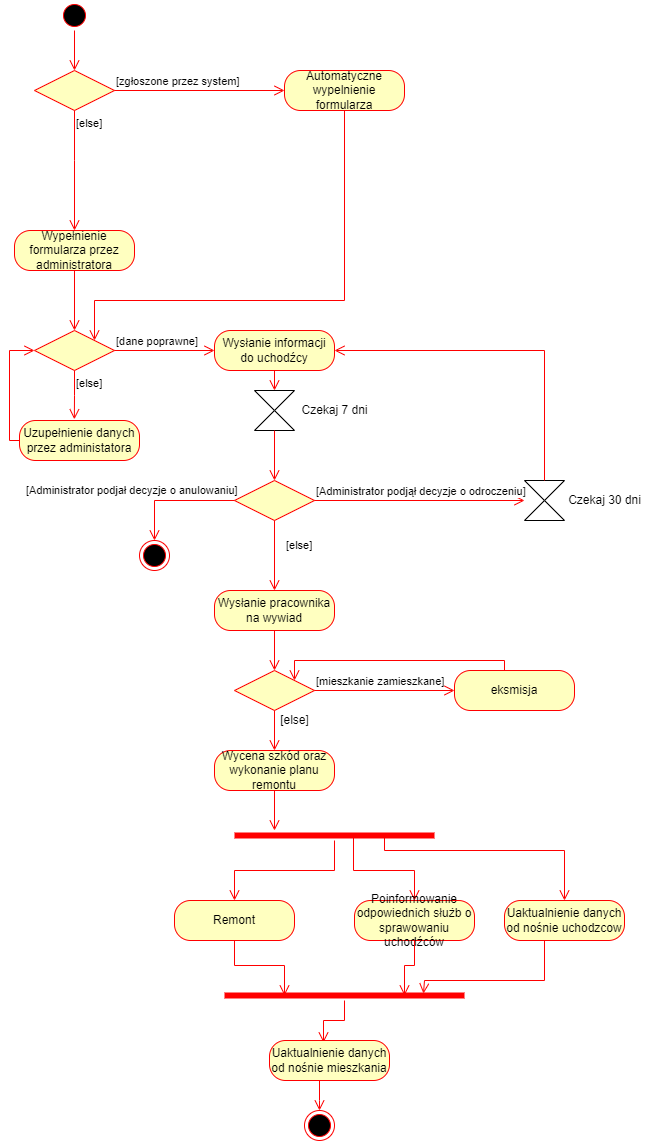 [zgłoszone przez system]
Automatyczne
wypelnienie
formularza
[else]
Wypełnienie
formularza przez
administratora
[dane poprawne]
Wysłanie informacji
do uchodźcy
[else]
Uzupełnienie danych
przez administatora
Czekaj 7 dni
[Administrator podjał decyzje o anulowaniu]
[Administrator podjął decyzje o odroczeniu]
Czekaj 30 dni
[else]
Wysłanie pracownika
na wywiad
[mieszkanie zamieszkane]
eksmisja
[else]
Wycena szkód oraz
wykonanie planu
remontu
Remont
Poinformowanie
odpowiednich służb o
sprawowaniu
uchodźców
Uaktualnienie danych
od nośnie uchodzcow
Uaktualnienie danych
od nośnie mieszkania